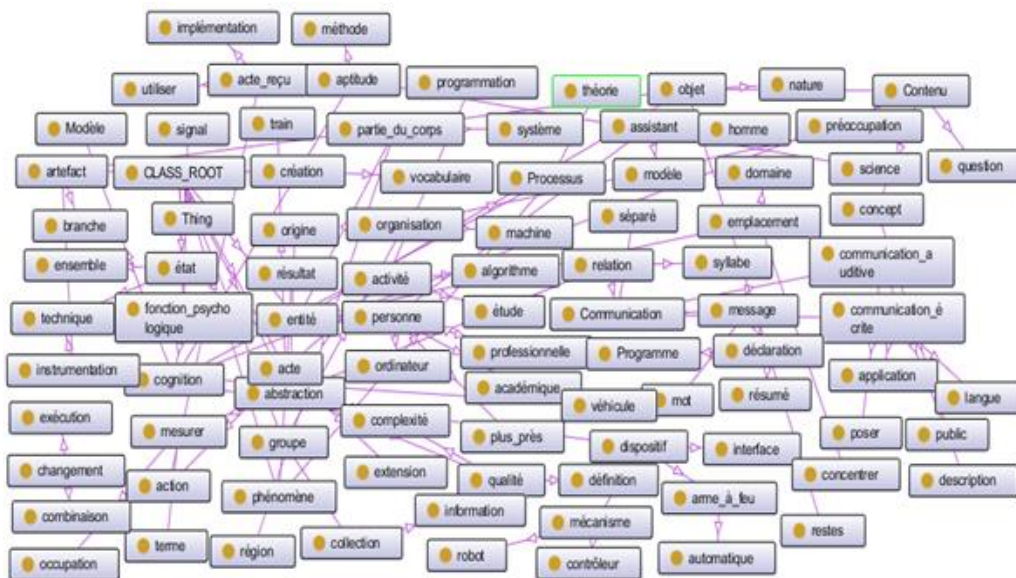 implémentation
méthode
utiliser
acte_reçu
aptitude
programmation
théorie
objet
nature
Contenu
Modèle
signal
train
partie_du_corps
système
assistant
homme
préoccupation
artefact
CLASS_ROOT
création
vocabulaire
Processus
modèle
domaine
science
question
branche
Thing
origine
organisation
machine
séparé
emplacement
concept
ensemble
état
résultat
activité
algorithme
relation
syllabe
communication_a
uditive
technique
fonction_psycho
logique
entité
personne
étude
Communication
message
communication_é
crite
instrumentation
cognition
acte
abstraction
ordinateur
professionnelle
académique
Programme
déclaration
application
langue
exécution
mesurer
groupe
complexité
plus_près
véhicule
mot
résumé
dispositif
interface
poser
public
changement
action
phénomène
extension
qualité
définition
concentrer
description
combinaison
information
arme_à_feu
mécanisme
restes
occupation
terme
région
collection
robot
contrôleur
automatique